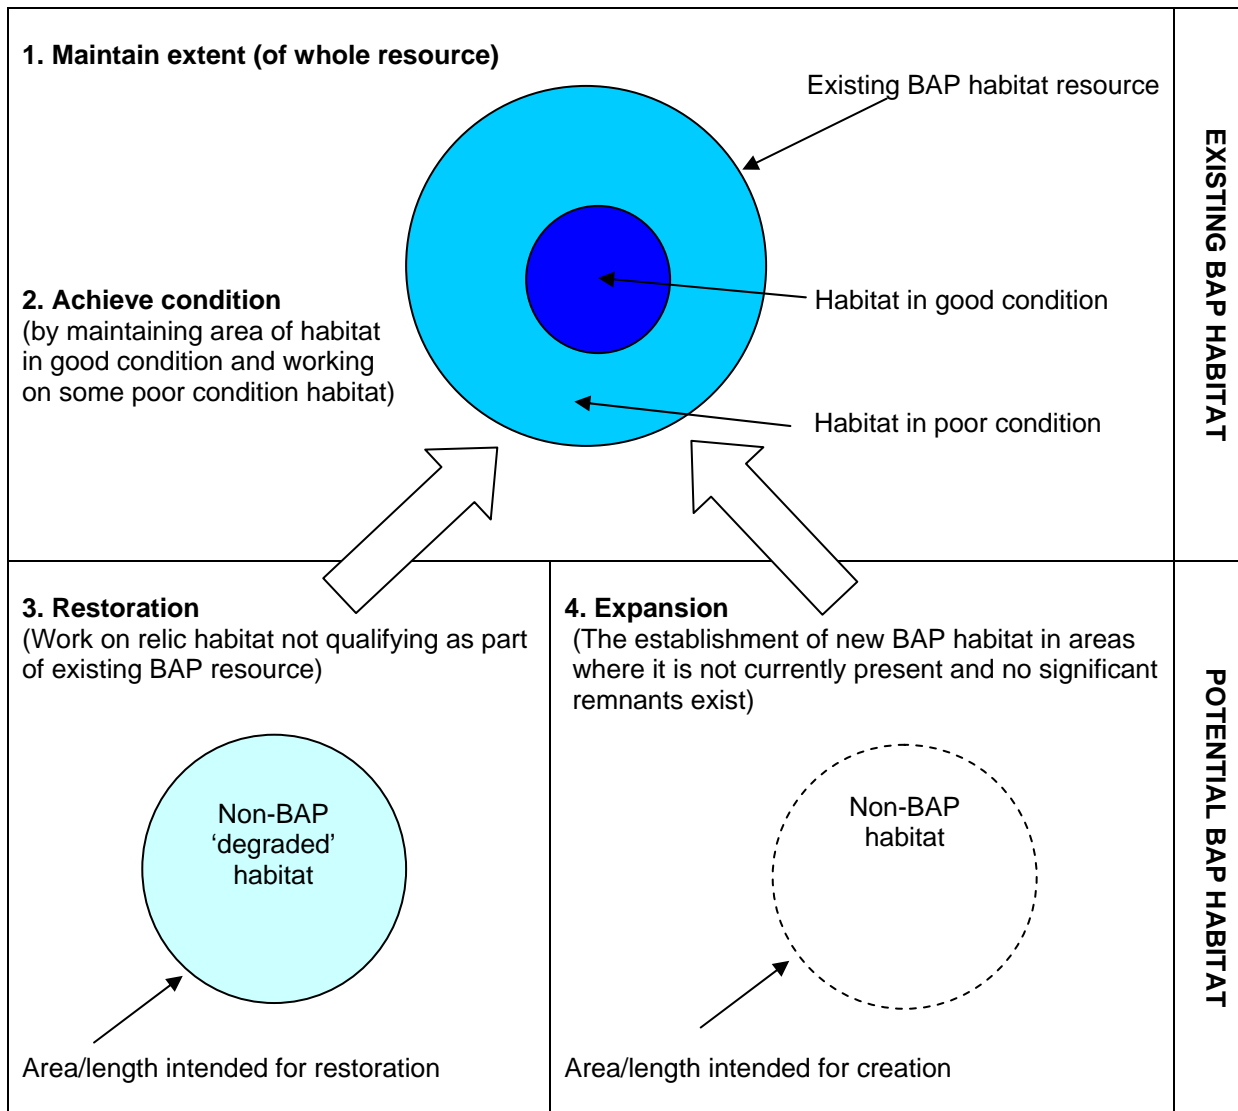 1. Maintain extent (of whole resource)
Existing BAP habitat resource
2. Achieve condition
(by maintaining area of habitat
in good condition and working
on some poor condition habitat)
Habitat in good condition
Habitat in poor condition
EXISTING BAP HABITAT
3. Restoration
(Work on relic habitat not qualifying as part
of existing BAP resource)
Non-BAP
‘degraded’
habitat
Area/length intended for restoration
4. Expansion
(The establishment of new BAP habitat in areas
where it is not currently present and no significant
remnants exist)
Non-BAP
habitat
Area/length intended for creation
POTENTIAL BAP HABITAT